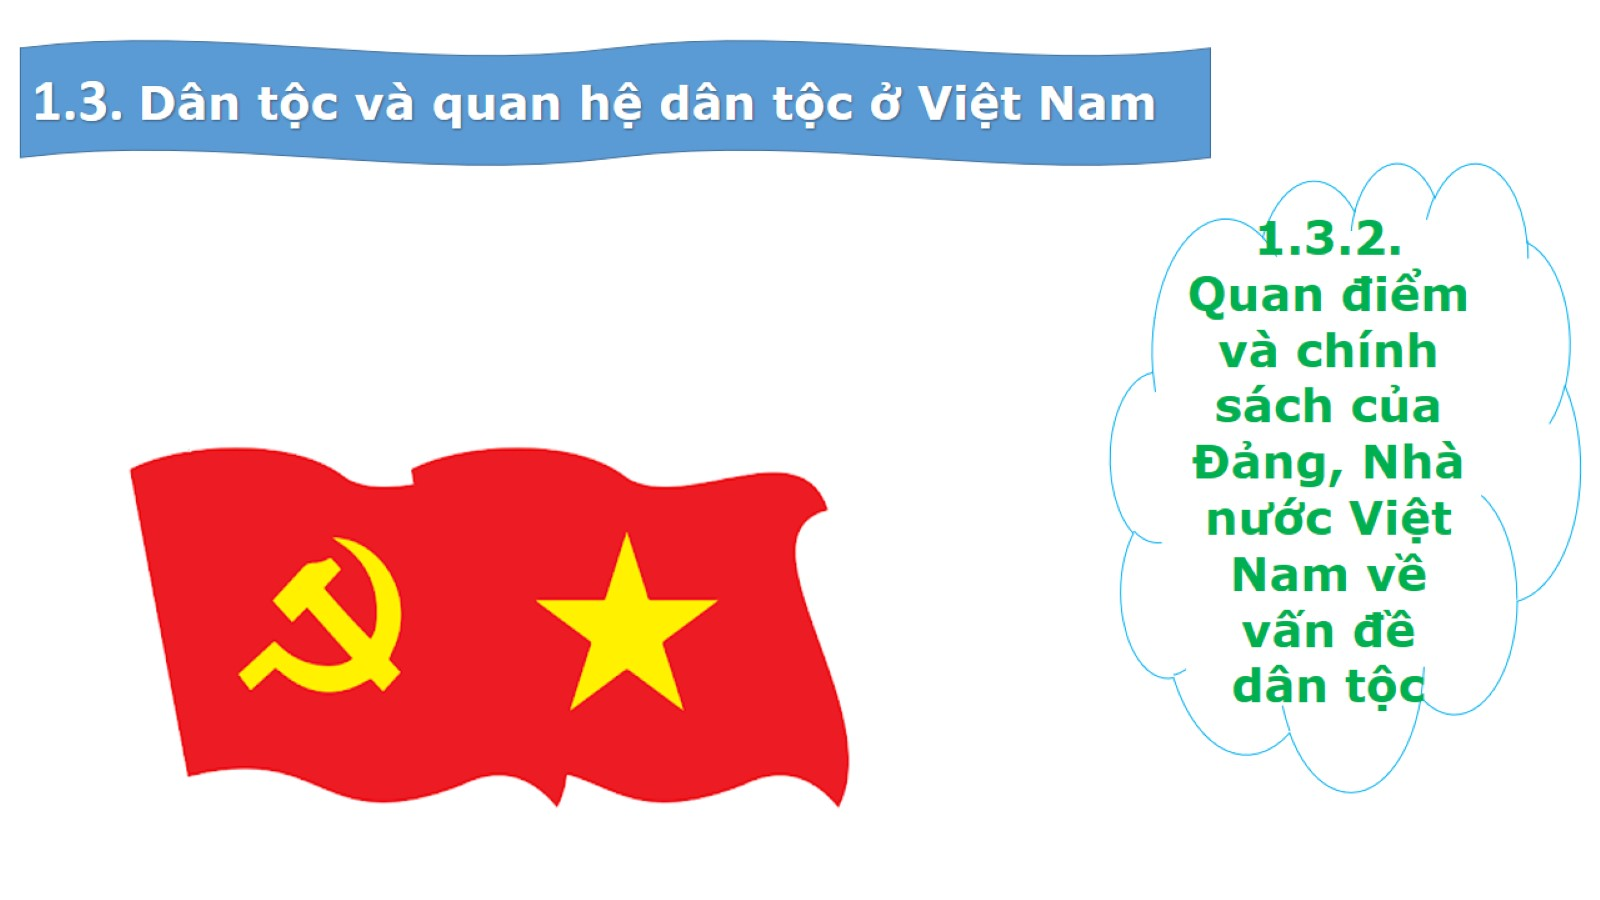 1.3. Dân tộc và quan hệ dân tộc ở Việt Nam
1.3.2.
Quan điểm
và chính
sách của
Đảng, Nhà
nước Việt
Nam về
vấn đề
dân tộc